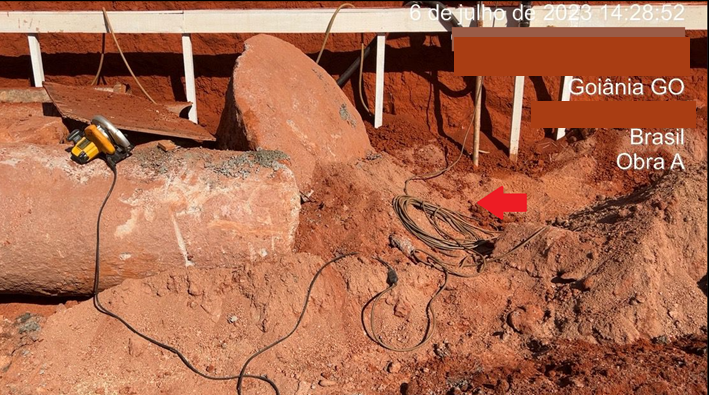 6 de julho de 2023 14:28:52
Goiânia GO
Brasil
Obra A